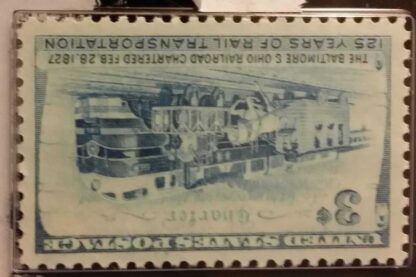 UNITED STATES POSTAGE
3¢
Charter
THE BALTIMORE & OHIO RAILROAD CHARTERED FEB. 28, 1827
125 YEARS OF RAIL TRANSPORTATION